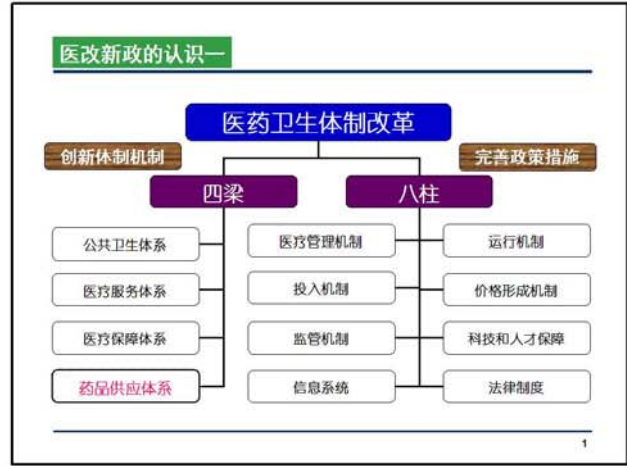 医改新政的认识一
医药卫生体制改革
创新体制机制
完善政策措施
四梁
八柱
公共卫生体系
医疗服务体系
医疗保障体系
药品供应体系
医疗管理机制
投入机制
监管机制
信息系统
运行机制
价格形成机制
科技和人才保障
法律制度
1